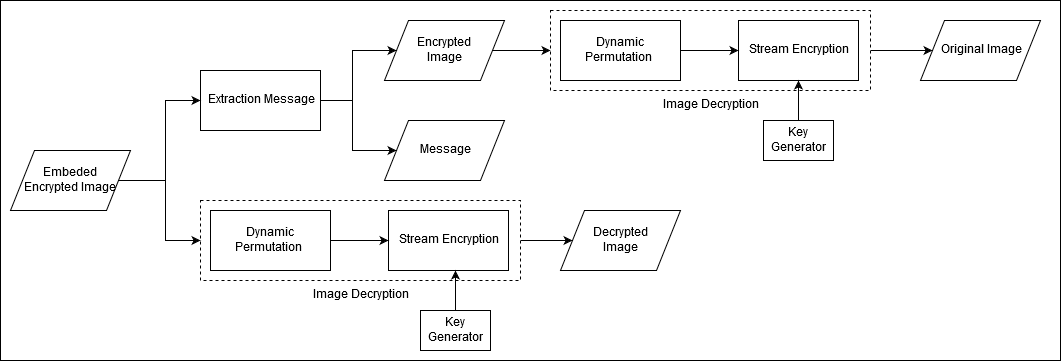 Encrypted
Image
Dynamic
Permutation
Stream Encryption
Original Image
Extraction Message
Image Decryption
Key
Generator
Message
Embeded
Encrypted Image
Dynamic
Permutation
Stream Encryption
Decrypted
Image
Image Decryption
Key
Generator